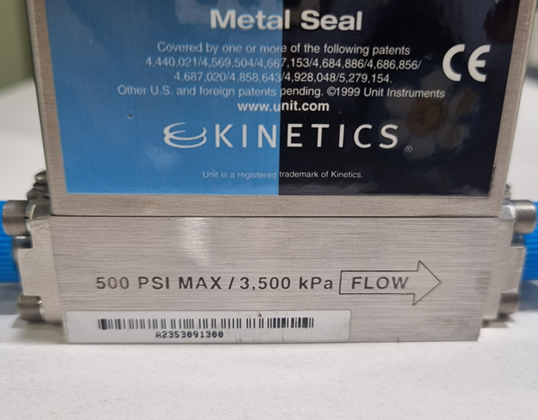 Metal Seal
Covered by one or more of the following patents
4,440,021/4,569,504/4,667,153/4,684,886/4,686,856/
4,687,020/4,858,643/4,928,048/5,279,154.
Other U.S. and foreign patents pending. ©1999 Unit Instruments
www.unit.com
CE
KINETICS®
Unit is a registered trademark of Kinetics.
500 PSI MAX / 3,500 kPa FLOW
A2353091300